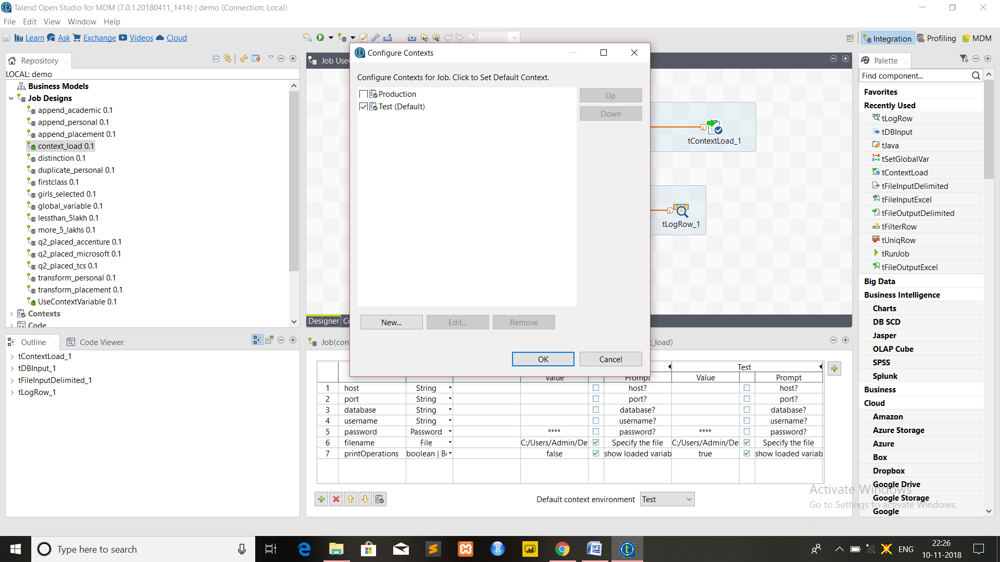 Talend Open Studio for MDM (7.0.1.20180411_1414) | demo (Connection: Local)
File Edit View Window Help
Learn Ask Exchange Videos Cloud
Integration Profiling MDM
Repository
LOCAL: demo
Business Models
Job Designs
append_academic 0.1
append_personal 0.1
append_placement 0.1
context_load 0.1
distinction 0.1
duplicate_personal 0.1
firstclass 0.1
girls_selected 0.1
global_variable 0.1
lessthan_5lakh 0.1
more_5_lakhs 0.1
q2_placed_accenture 0.1
q2_placed_microsoft 0.1
q2_placed_tcs 0.1
transform_personal 0.1
transform_placement 0.1
UseContextVariable 0.1
Contexts
Code
Outline Code Viewer
tContextLoad_1
tDBInput_1
tFileInputDelimited_1
tLogRow_1
Job
Configure Contexts
Configure Contexts for Job. Click to Set Default Context.
Production
Test (Default)
Up
Down
New... Edit... Remove
OK Cancel
tContextLoad_1
tLogRow_1
Designer
Test
Value Prompt Value Prompt
1 host String host? host?
2 port String port? port?
3 database String database? database?
4 username String username? username?
5 password Password **** password? **** password?
6 filename File C:/Users/Admin/De Specify the file C:/Users/Admin/De Specify the file
7 printOperations boolean | B false show loaded variab true show loaded variab
Default context environment Test
Palette
Find component...
Favorites
Recently Used
tLogRow
tDBInput
tJava
tSetGlobalVar
tContextLoad
tFileInputDelimited
tFileInputExcel
tFileOutputDelimited
tFilterRow
tUniqRow
tRunJob
tFileOutputExcel
Big Data
Business Intelligence
Charts
DB SCD
Jasper
OLAP Cube
SPSS
Splunk
Business
Cloud
Amazon
Azure Storage
Azure
Box
Dropbox
Google Drive
Google Storage
Google
Activate Windows
Go to Settings to activate Windows.
Type here to search
ENG
22:26
10-11-2018